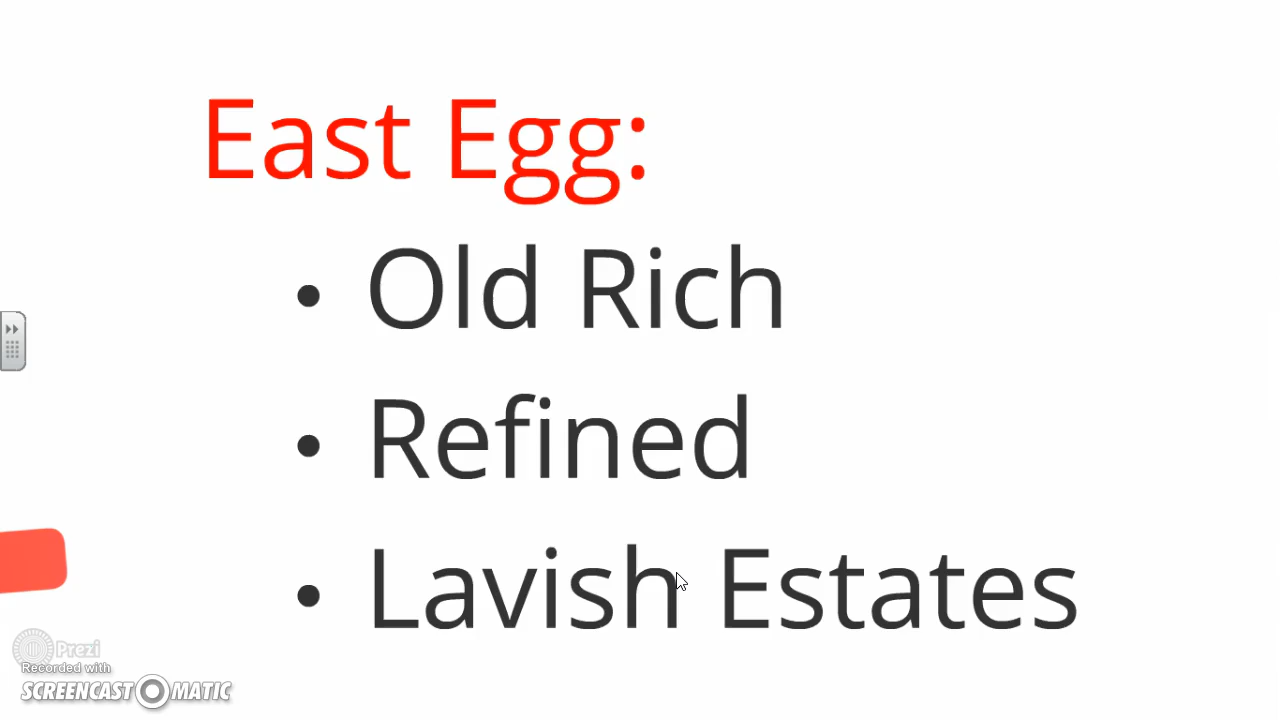 East Egg:
• Old Rich
• Refined
• Lavish Estates
Prezi
Recorded with
SCREENCAST MATIC